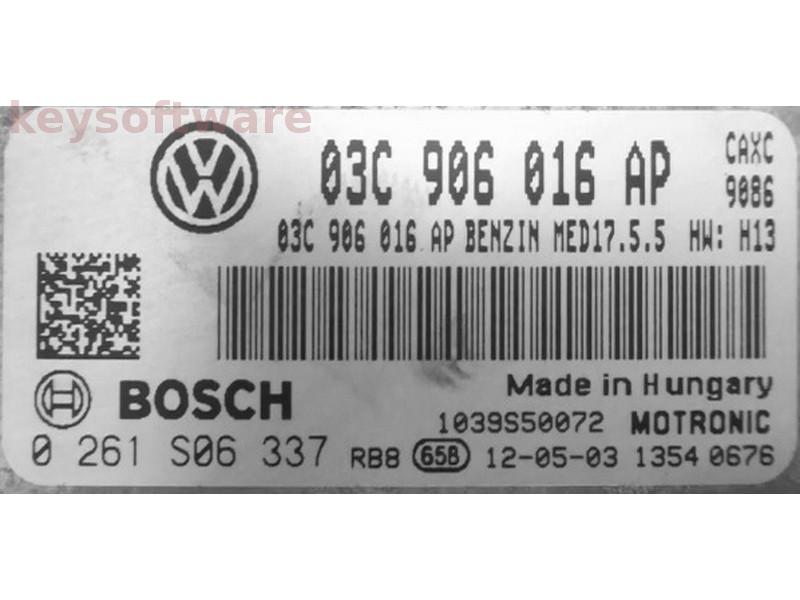 keysoftware
03C 906 016 AP CAXC
9086
03C 906 016 AP BENZIN MED17.5.5 HW: H13
BOSCH Made in Hungary
1039S50072 MOTRONIC
0 261 S06 337 RB8 65B 12-05-03 1354 0676